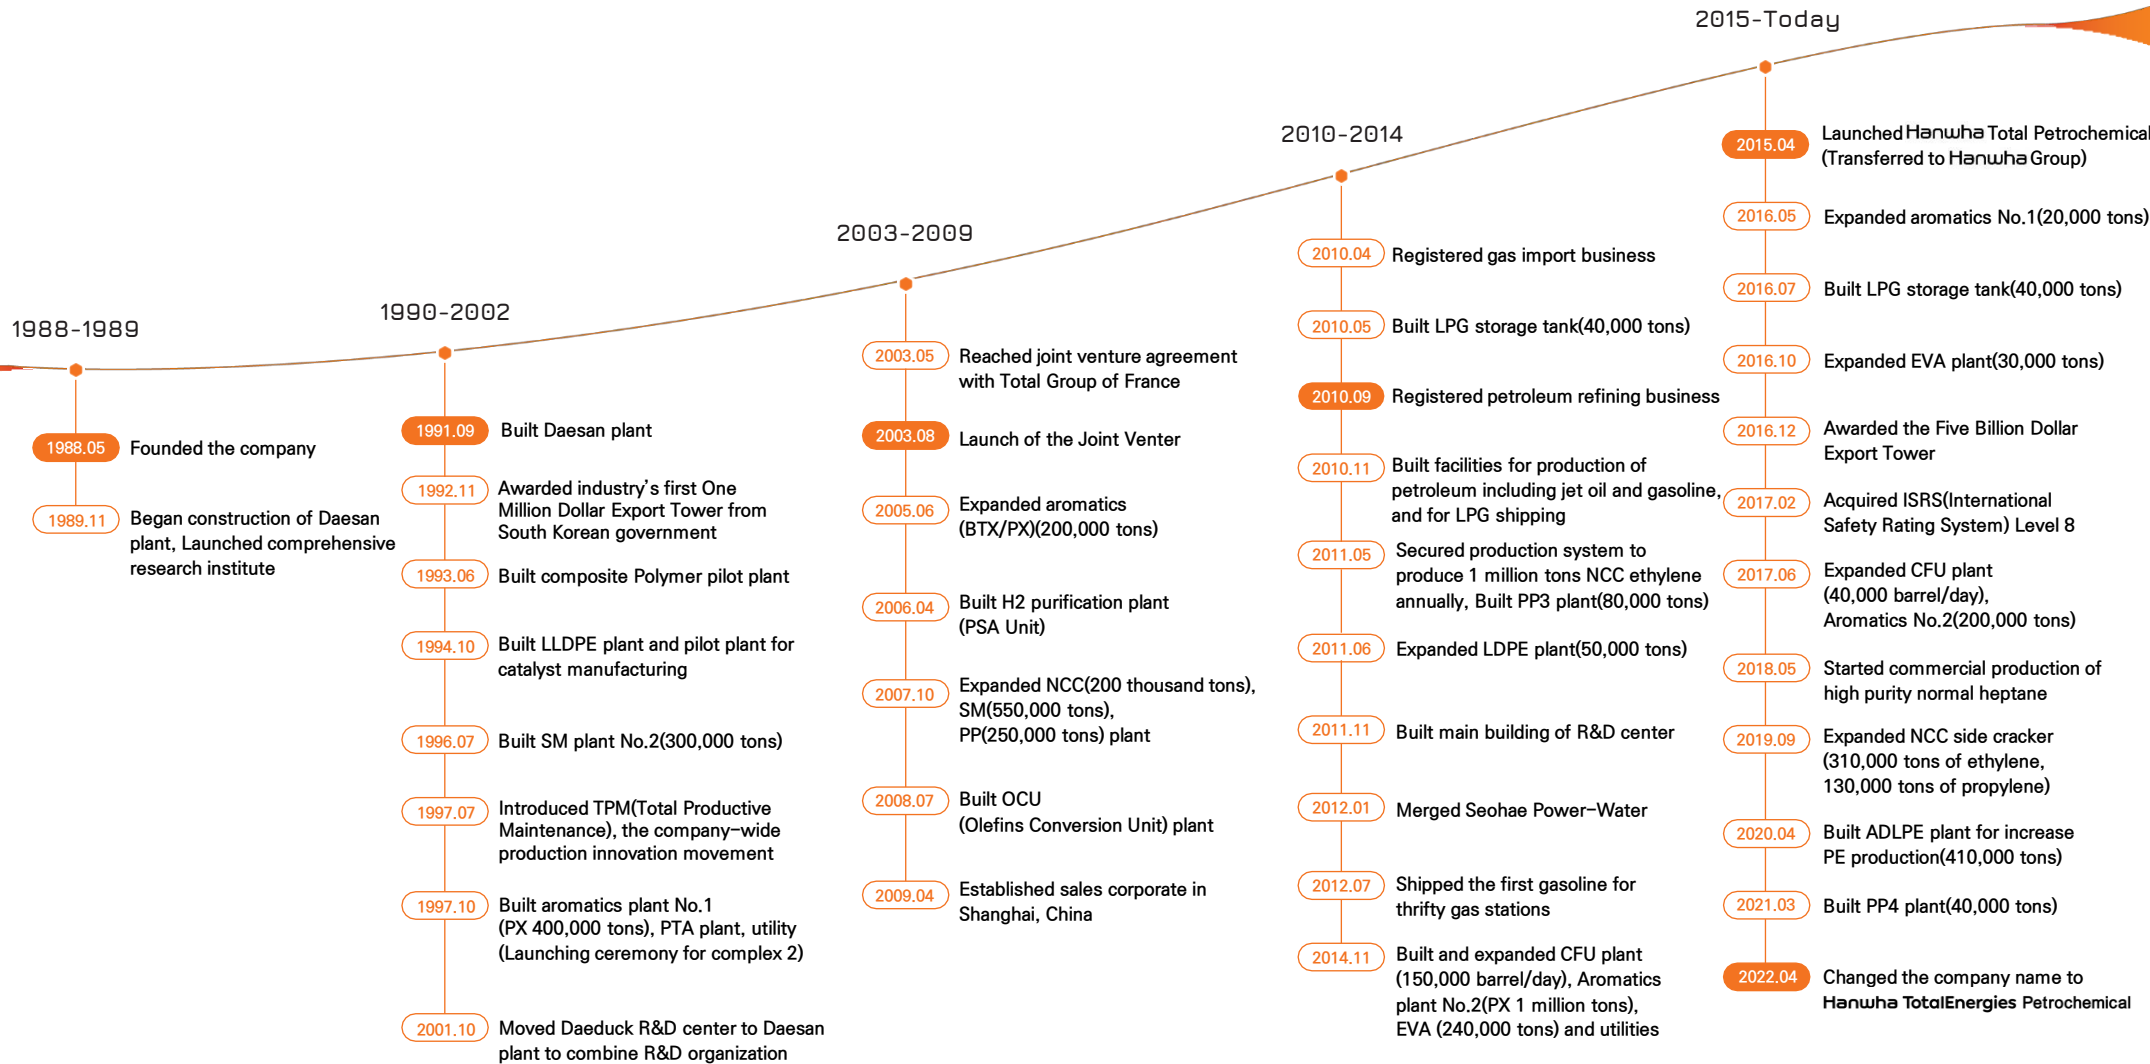 1988-1989
1988.05
Founded the company
1989.11
Began construction of Daesan
plant, Launched comprehensive
research institute
1990-2002
1991.09
Built Daesan plant
1992.11
Awarded industry's first One
Million Dollar Export Tower from
South Korean government
1993.06
Built composite Polymer pilot plant
1994.10
Built LLDPE plant and pilot plant for
catalyst manufacturing
1996.07
Built SM plant No.2(300,000 tons)
1997.07
Introduced TPM(Total Productive
Maintenance), the company-wide
production innovation movement
1997.10
Built aromatics plant No.1
(PX 400,000 tons), PTA plant, utility
(Launching ceremony for complex 2)
2001.10
Moved Daeduck R&D center to Daesan
plant to combine R&D organization
2003-2009
2003.05
Reached joint venture agreement
with Total Group of France
2003.08
Launch of the Joint Venter
2005.06
Expanded aromatics
(BTX/PX)(200,000 tons)
2006.04
Built H2 purification plant
(PSA Unit)
2007.10
Expanded NCC(200 thousand tons),
SM(550,000 tons),
PP(250,000 tons) plant
2008.07
Built OCU
(Olefins Conversion Unit) plant
2009.04
Established sales corporate in
Shanghai, China
2010-2014
2010.04
Registered gas import business
2010.05
Built LPG storage tank(40,000 tons)
2010.09
Registered petroleum refining business
2010.11
Built facilities for production of
petroleum including jet oil and gasoline,
and for LPG shipping
2011.05
Secured production system to
produce 1 million tons NCC ethylene
annually, Built PP3 plant(80,000 tons)
2011.06
Expanded LDPE plant(50,000 tons)
2011.11
Built main building of R&D center
2012.01
Merged Seohae Power-Water
2012.07
Shipped the first gasoline for
thrifty gas stations
2014.11
Built and expanded CFU plant
(150,000 barrel/day), Aromatics
plant No.2(PX 1 million tons),
EVA (240,000 tons) and utilities
2015-Today
2015.04
Launched Hanwha Total Petrochemical
(Transferred to Hanwha Group)
2016.05
Expanded aromatics No.1(20,000 tons)
2016.07
Built LPG storage tank(40,000 tons)
2016.10
Expanded EVA plant(30,000 tons)
2016.12
Awarded the Five Billion Dollar
Export Tower
2017.02
Acquired ISRS(International
Safety Rating System) Level 8
2017.06
Expanded CFU plant
(40,000 barrel/day),
Aromatics No.2(200,000 tons)
2018.05
Started commercial production of
high purity normal heptane
2019.09
Expanded NCC side cracker
(310,000 tons of ethylene,
130,000 tons of propylene)
2020.04
Built ADLPE plant for increase
PE production(410,000 tons)
2021.03
Built PP4 plant(40,000 tons)
2022.04
Changed the company name to
Hanwha TotalEnergies Petrochemical